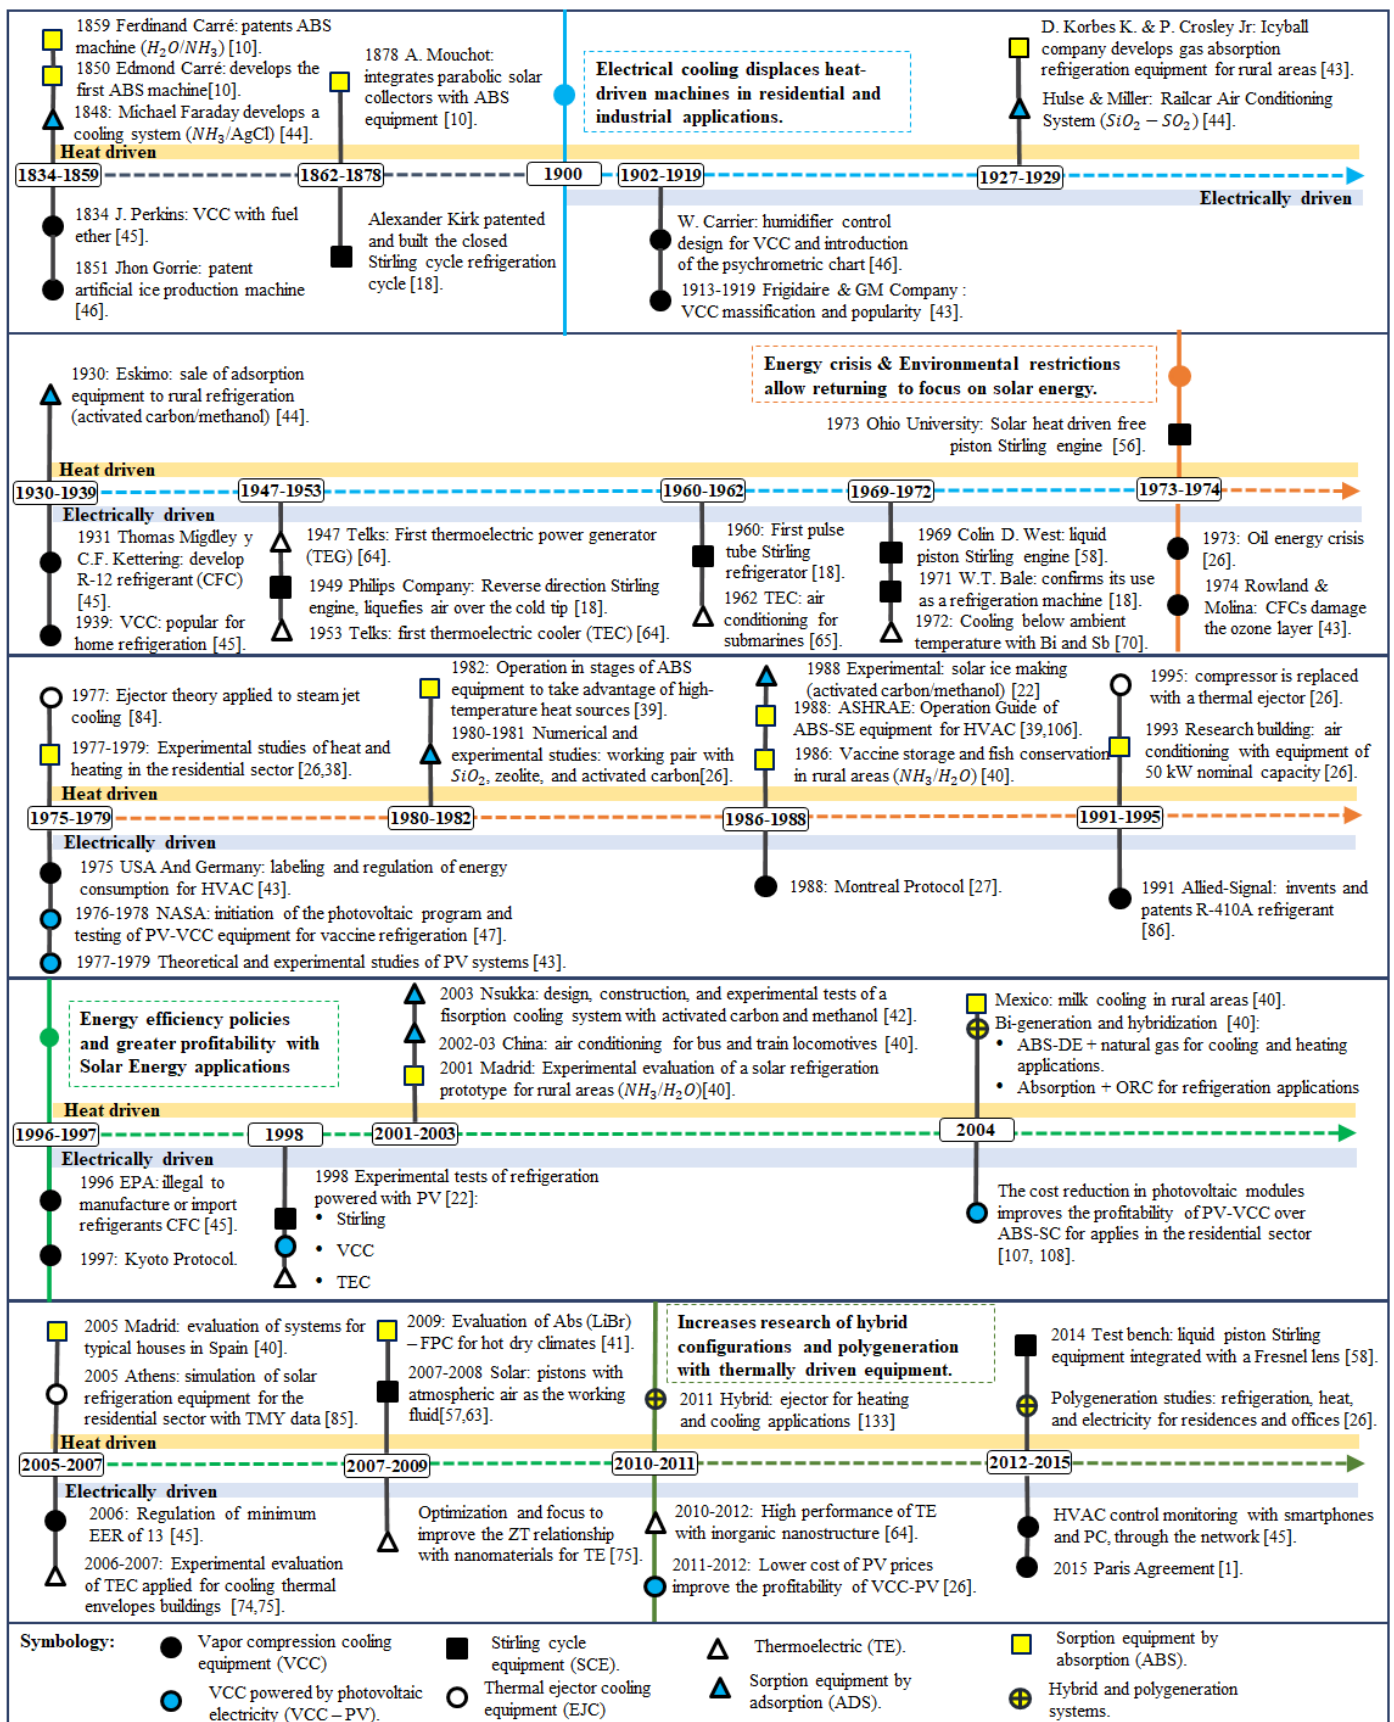 1859 Ferdinand Carré: patents ABS
machine (H₂O/NH₃) [10].
1850 Edmond Carré: develops the
first ABS machine[10].
1848: Michael Faraday develops a
cooling system (NH₃/AgCl) [44].
1878 A. Mouchot:
integrates parabolic solar
collectors with ABS
equipment [10].
Electrical cooling displaces heat-
driven machines in residential and
industrial applications.
D. Korbes K. & P. Crosley Jr: Icyball
company develops gas absorption
refrigeration equipment for rural areas [43].
Hulse & Miller: Railcar Air Conditioning
System (SiO₂ − SO₂) [44].
Heat driven
1834-1859
1862-1878
1900
1902-1919
1927-1929
Electrically driven
1834 J. Perkins: VCC with fuel
ether [45].
1851 Jhon Gorrie: patent
artificial ice production machine
[46].
Alexander Kirk patented
and built the closed
Stirling cycle refrigeration
cycle [18].
W. Carrier: humidifier control
design for VCC and introduction
of the psychrometric chart [46].
1913-1919 Frigidaire & GM Company :
VCC massification and popularity [43].
1930: Eskimo: sale of adsorption
equipment to rural refrigeration
(activated carbon/methanol) [44].
Energy crisis & Environmental restrictions
allow returning to focus on solar energy.
1973 Ohio University: Solar heat driven free
piston Stirling engine [56].
Heat driven
1930-1939
1947-1953
1960-1962
1969-1972
1973-1974
Electrically driven
1931 Thomas Migdley y
C.F. Kettering: develop
R-12 refrigerant (CFC)
[45].
1939: VCC: popular for
home refrigeration [45].
1947 Telks: First thermoelectric power generator
(TEG) [64].
1949 Philips Company: Reverse direction Stirling
engine, liquefies air over the cold tip [18].
1953 Telks: first thermoelectric cooler (TEC) [64].
1960: First pulse
tube Stirling
refrigerator [18].
1962 TEC: air
conditioning for
submarines [65].
1969 Colin D. West: liquid
piston Stirling engine [58].
1971 W.T. Bale: confirms its use
as a refrigeration machine [18].
1972: Cooling below ambient
temperature with Bi and Sb [70].
1973: Oil energy crisis
[26].
1974 Rowland &
Molina: CFCs damage
the ozone layer [43].
1977: Ejector theory applied to steam jet
cooling [84].
1977-1979: Experimental studies of heat and
heating in the residential sector [26,38].
1982: Operation in stages of ABS
equipment to take advantage of high-
temperature heat sources [39].
1980-1981 Numerical and
experimental studies: working pair with
SiO₂, zeolite, and activated carbon[26].
1988 Experimental: solar ice making
(activated carbon/methanol) [22]
1988: ASHRAE: Operation Guide of
ABS-SE equipment for HVAC [39,106].
1986: Vaccine storage and fish conservation
in rural areas (NH₃/H₂O) [40].
1995: compressor is replaced
with a thermal ejector [26].
1993 Research building: air
conditioning with equipment of
50 kW nominal capacity [26].
Heat driven
1975-1979
1980-1982
1986-1988
1991-1995
Electrically driven
1975 USA And Germany: labeling and regulation of energy
consumption for HVAC [43].
1976-1978 NASA: initiation of the photovoltaic program and
testing of PV-VCC equipment for vaccine refrigeration [47].
1977-1979 Theoretical and experimental studies of PV systems [43].
1988: Montreal Protocol [27].
1991 Allied-Signal: invents and
patents R-410A refrigerant
[86].
Energy efficiency policies
and greater profitability with
Solar Energy applications
2003 Nsukka: design, construction, and experimental tests of a
fisorption cooling system with activated carbon and methanol [42].
2002-03 China: air conditioning for bus and train locomotives [40].
2001 Madrid: Experimental evaluation of a solar refrigeration
prototype for rural areas (NH₃/H₂O)[40].
Mexico: milk cooling in rural areas [40].
Bi-generation and hybridization [40]:
• ABS-DE + natural gas for cooling and heating
applications.
• Absorption + ORC for refrigeration applications
Heat driven
1996-1997
1998
2001-2003
2004
Electrically driven
1996 EPA: illegal to
manufacture or import
refrigerants CFC [45].
1997: Kyoto Protocol.
1998 Experimental tests of refrigeration
powered with PV [22]:
• Stirling
• VCC
• TEC
The cost reduction in photovoltaic modules
improves the profitability of PV-VCC over
ABS-SC for applies in the residential sector
[107, 108].
2005 Madrid: evaluation of systems for
typical houses in Spain [40].
2005 Athens: simulation of solar
refrigeration equipment for the
residential sector with TMY data [85].
2009: Evaluation of Abs (LiBr)
– FPC for hot dry climates [41].
2007-2008 Solar: pistons with
atmospheric air as the working
fluid[57,63].
Increases research of hybrid
configurations and polygeneration
with thermally driven equipment.
2011 Hybrid: ejector for heating
and cooling applications [133]
2014 Test bench: liquid piston Stirling
equipment integrated with a Fresnel lens [58].
Polygeneration studies: refrigeration, heat,
and electricity for residences and offices [26].
Heat driven
2005-2007
2007-2009
2010-2011
2012-2015
Electrically driven
2006: Regulation of minimum
EER of 13 [45].
2006-2007: Experimental evaluation
of TEC applied for cooling thermal
envelopes buildings [74,75].
Optimization and focus to
improve the ZT relationship
with nanomaterials for TE [75].
2010-2012: High performance of TE
with inorganic nanostructure [64].
2011-2012: Lower cost of PV prices
improve the profitability of VCC-PV [26].
HVAC control monitoring with smartphones
and PC, through the network [45].
2015 Paris Agreement [1].
Symbology:
Vapor compression cooling
equipment (VCC)
Stirling cycle
equipment (SCE).
Thermoelectric (TE).
Sorption equipment by
absorption (ABS).
VCC powered by photovoltaic
electricity (VCC – PV).
Thermal ejector cooling
equipment (EJC)
Sorption equipment by
adsorption (ADS).
Hybrid and polygeneration
systems.